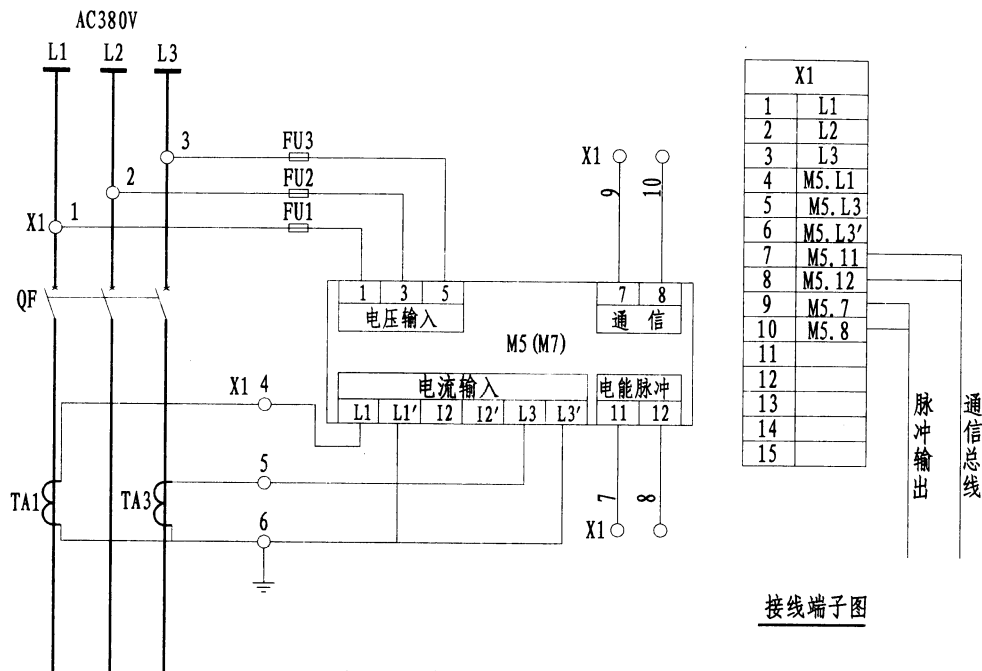 AC380V
L1 L2 L3
3 FU3
2 FU2
X1 1 FU1
QF
X1
9 10
1 3 5
电压输入
7 8
通信
M5(M7)
电流输入
L1 L1′ I2 I2′ L3 L3′
电能脉冲
11 12
X1 4
5
6
TA1 TA3
7 8
X1
X1
1 L1
2 L2
3 L3
4 M5.L1
5 M5.L3
6 M5.L3′
7 M5.11
8 M5.12
9 M5.7
10 M5.8
11
12
13
14
15
脉冲输出
通信总线
接线端子图